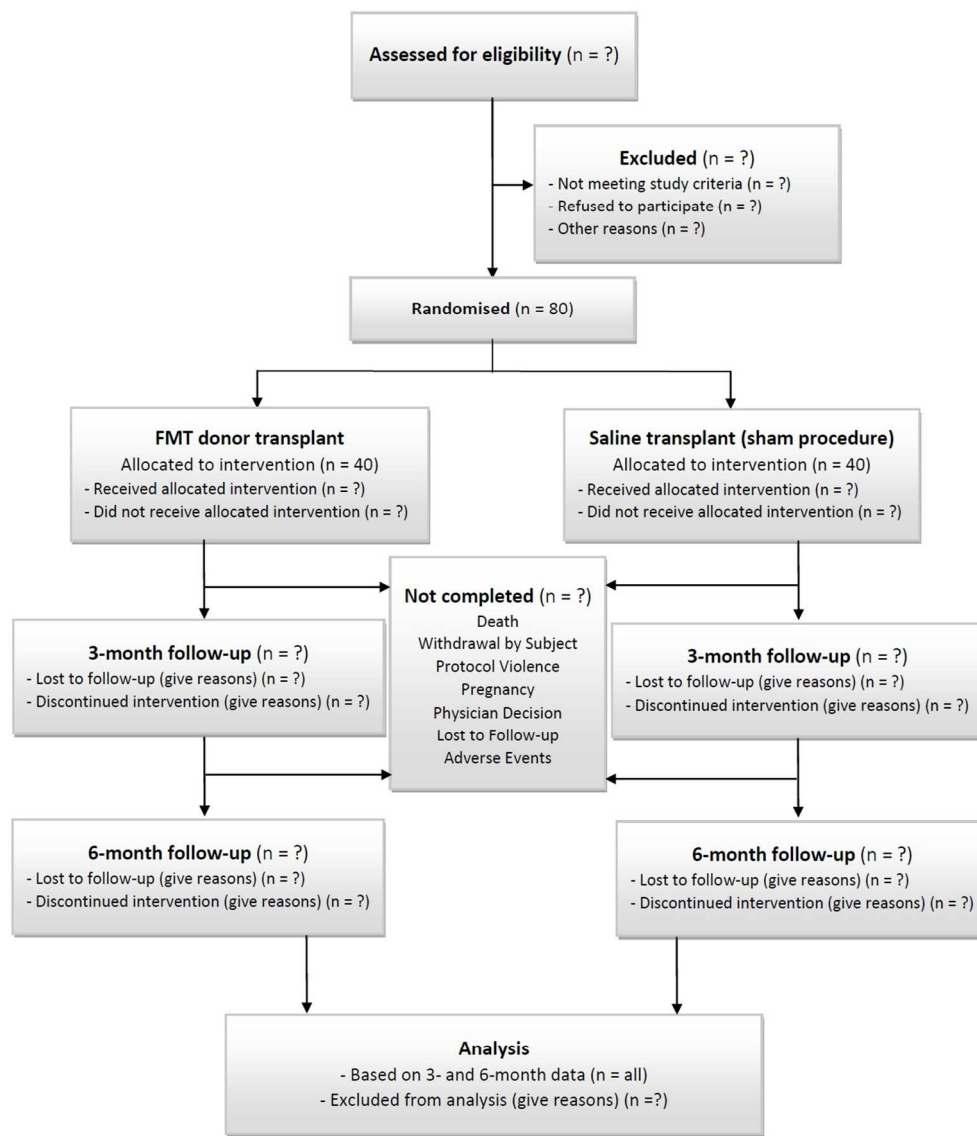 Assessed for eligibility (n = ?)
Excluded (n = ?)
- Not meeting study criteria (n = ?)
- Refused to participate (n = ?)
- Other reasons (n = ?)
Randomised (n = 80)
FMT donor transplant
Allocated to intervention (n = 40)
- Received allocated intervention (n = ?)
- Did not receive allocated intervention (n = ?)
Saline transplant (sham procedure)
Allocated to intervention (n = 40)
- Received allocated intervention (n = ?)
- Did not receive allocated intervention (n = ?)
Not completed (n = ?)
Death
Withdrawal by Subject
Protocol Violence
Pregnancy
Physician Decision
Lost to Follow-up
Adverse Events
3-month follow-up (n = ?)
- Lost to follow-up (give reasons) (n = ?)
- Discontinued intervention (give reasons) (n = ?)
3-month follow-up (n = ?)
- Lost to follow-up (give reasons) (n = ?)
- Discontinued intervention (give reasons) (n = ?)
6-month follow-up (n = ?)
- Lost to follow-up (give reasons) (n = ?)
- Discontinued intervention (give reasons) (n = ?)
6-month follow-up (n = ?)
- Lost to follow-up (give reasons) (n = ?)
- Discontinued intervention (give reasons) (n = ?)
Analysis
- Based on 3- and 6-month data (n = all)
- Excluded from analysis (give reasons) (n =?)